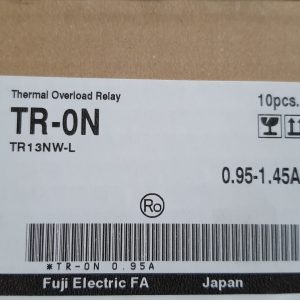 Thermal Overload Relay
10pcs.
TR-0N
TR13NW-L
0.95-1.45A
Ro
*TR-0N 0.95A
Fuji Electric FA Japan